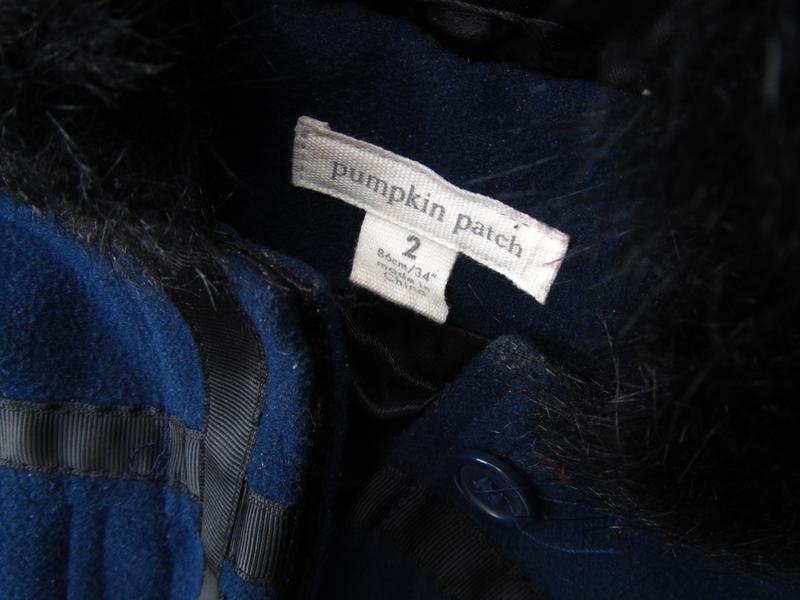 pumpkin patch
2
86cm/34"
made in
China